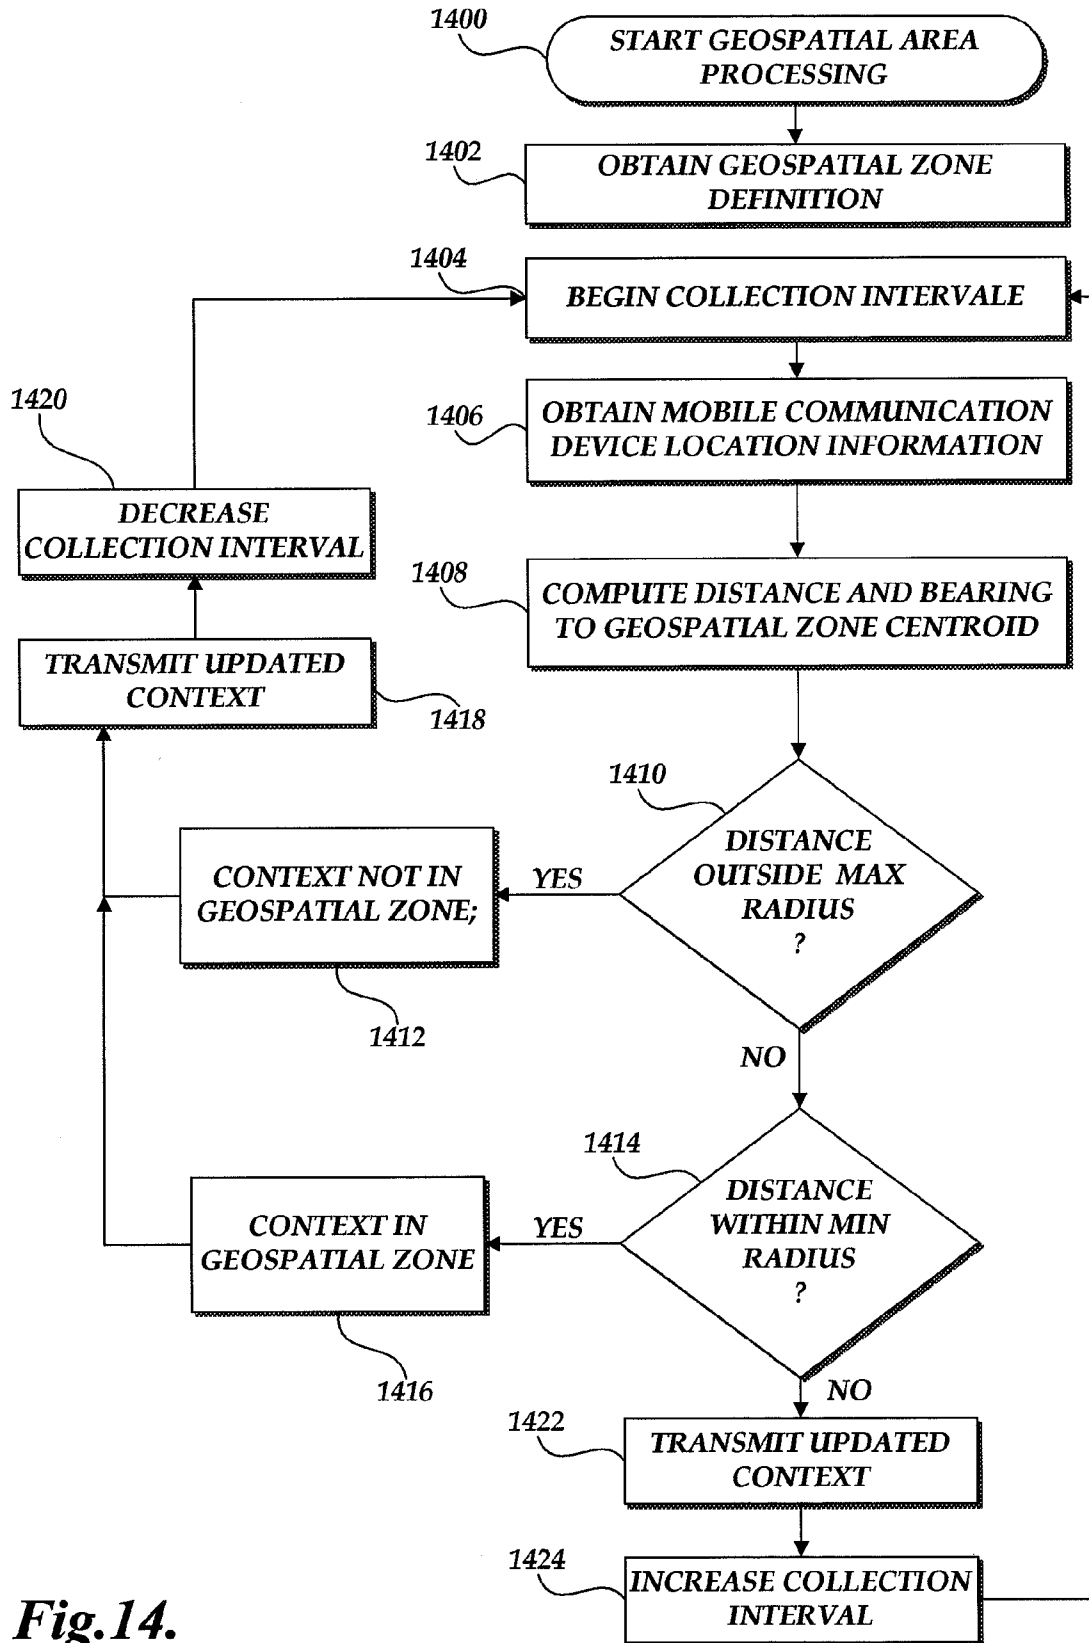 1400
START GEOSPATIAL AREA
PROCESSING
1402
OBTAIN GEOSPATIAL ZONE
DEFINITION
1404
BEGIN COLLECTION INTERVALE
1406
OBTAIN MOBILE COMMUNICATION
DEVICE LOCATION INFORMATION
1420
DECREASE
COLLECTION INTERVAL
1408
COMPUTE DISTANCE AND BEARING
TO GEOSPATIAL ZONE CENTROID
TRANSMIT UPDATED
CONTEXT
1418
1410
DISTANCE
OUTSIDE MAX
RADIUS
?
YES
CONTEXT NOT IN
GEOSPATIAL ZONE;
1412
NO
1414
DISTANCE
WITHIN MIN
RADIUS
?
YES
CONTEXT IN
GEOSPATIAL ZONE
1416
NO
1422
TRANSMIT UPDATED
CONTEXT
1424
INCREASE COLLECTION
INTERVAL
Fig.14.